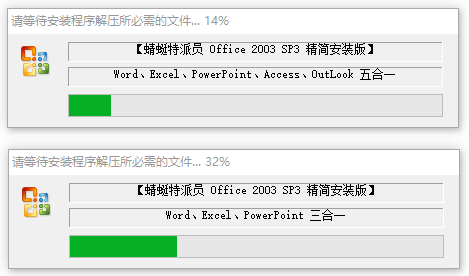 请等待安装程序解压所必需的文件... 14%
【蜻蜓特派员 Office 2003 SP3 精简安装版】
Word、Excel、PowerPoint、Access、OutLook 五合一
请等待安装程序解压所必需的文件... 32%
【蜻蜓特派员 Office 2003 SP3 精简安装版】
Word、Excel、PowerPoint 三合一